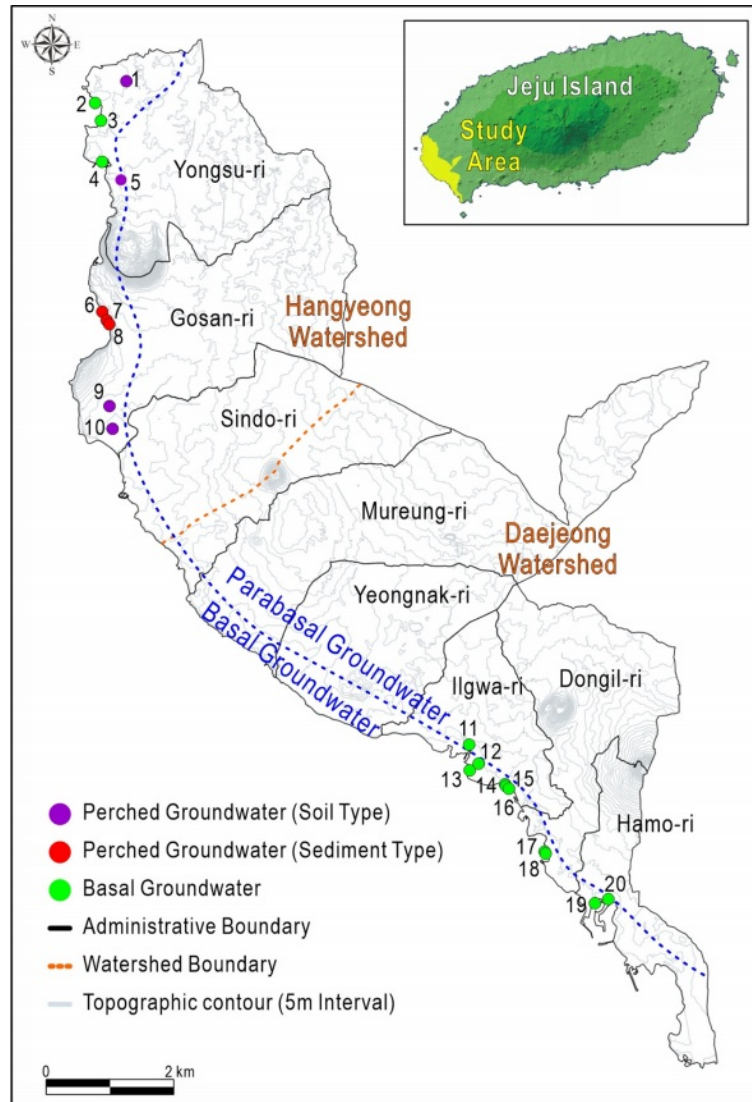 N
W
E
S
Jeju Island
Study
Area
1
2
3
4
5
Yongsu-ri
6
7
8
Gosan-ri
Hangyeong
Watershed
9
10
Sindo-ri
Mureung-ri
Daejeong
Watershed
Yeongnak-ri
Parabasal Groundwater
Basal Groundwater
Ilgwa-ri
Dongil-ri
11
12
13
14
15
16
Hamo-ri
17
18
19
20
Perched Groundwater (Soil Type)
Perched Groundwater (Sediment Type)
Basal Groundwater
Administrative Boundary
Watershed Boundary
Topographic contour (5m Interval)
0
2 km